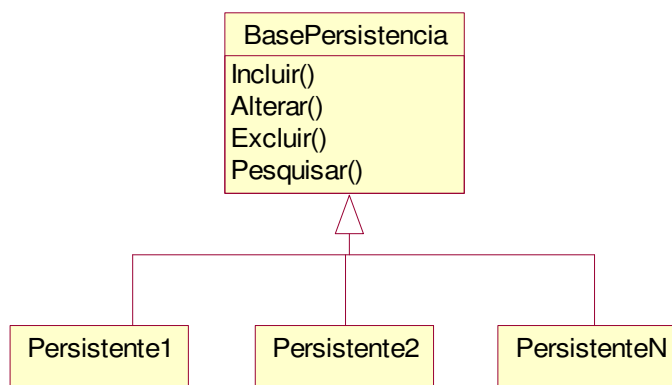 BasePersistencia
Incluir()
Alterar()
Excluir()
Pesquisar()
Persistente1
Persistente2
PersistenteN